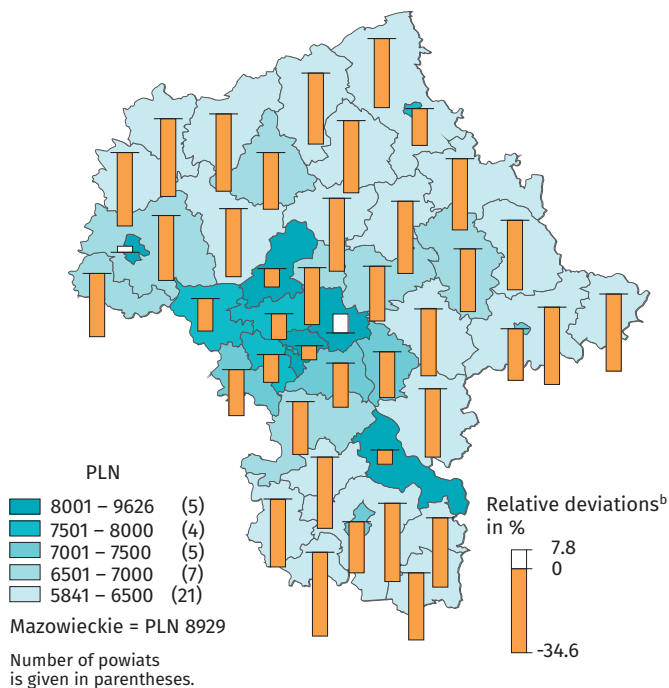 PLN
8001 – 9626 (5)
7501 – 8000 (4)
7001 – 7500 (5)
6501 – 7000 (7)
5841 – 6500 (21)
Mazowieckie = PLN 8929
Number of powiats
is given in parentheses.
Relative deviationsᵇ
in %
7.8
0
-34.6